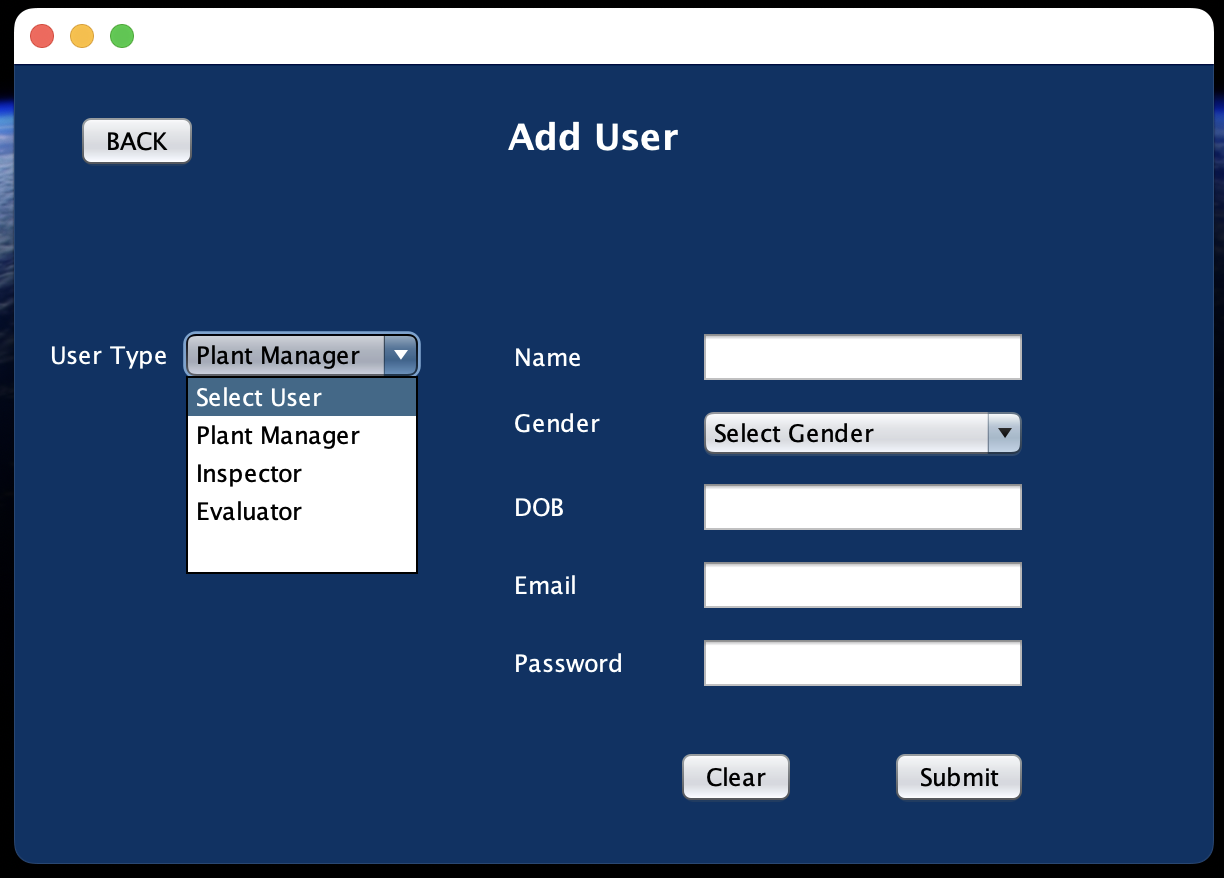 BACK
Add User
User Type
Plant Manager
Select User
Plant Manager
Inspector
Evaluator
Name
Gender
Select Gender
DOB
Email
Password
Clear
Submit